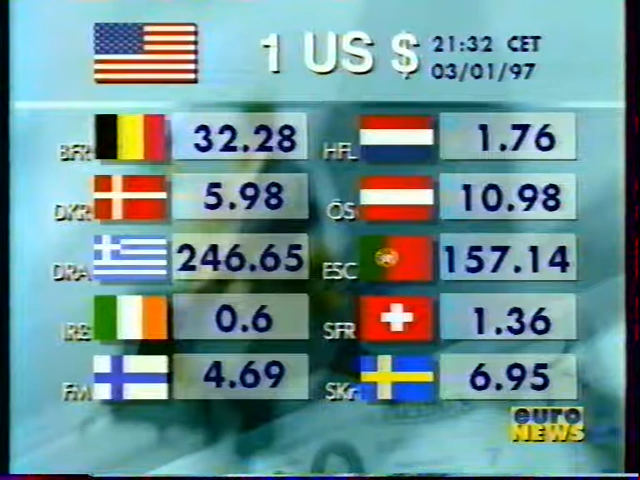 1 US $
21:32 CET
03/01/97
BFR 32.28 HFL 1.76
DKR 5.98 ÖS 10.98
DRA 246.65 ESC 157.14
IR£ 0.6 SFR 1.36
FIM 4.69 SKr 6.95
euro
NEWS